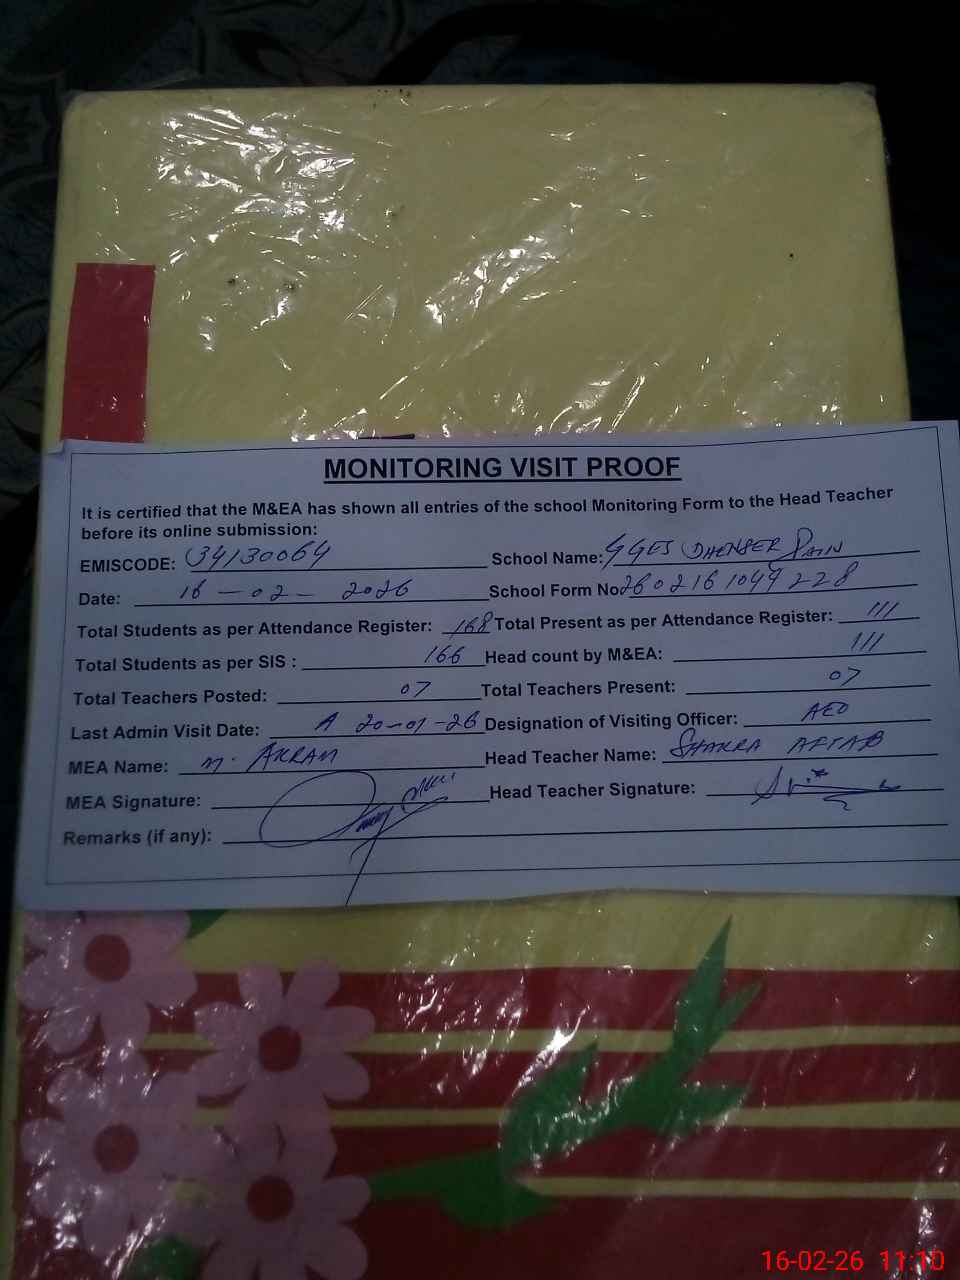 MONITORING VISIT PROOF
It is certified that the M&EA has shown all entries of the school Monitoring Form to the Head Teacher
before its online submission:
EMISCODE: 34130064 School Name: GGES DHENSER PAIN
Date: 16-02-2026 School Form No 2602161044228
Total Students as per Attendance Register: 168 Total Present as per Attendance Register: 111
Total Students as per SIS : 166 Head count by M&EA: 111
Total Teachers Posted: 07 Total Teachers Present: 07
Last Admin Visit Date: A 20-01-26 Designation of Visiting Officer: AEO
MEA Name: M. AKRAM Head Teacher Name: SHAKRA AFTAB
MEA Signature: Head Teacher Signature:
Remarks (if any):
16-02-26 11:10